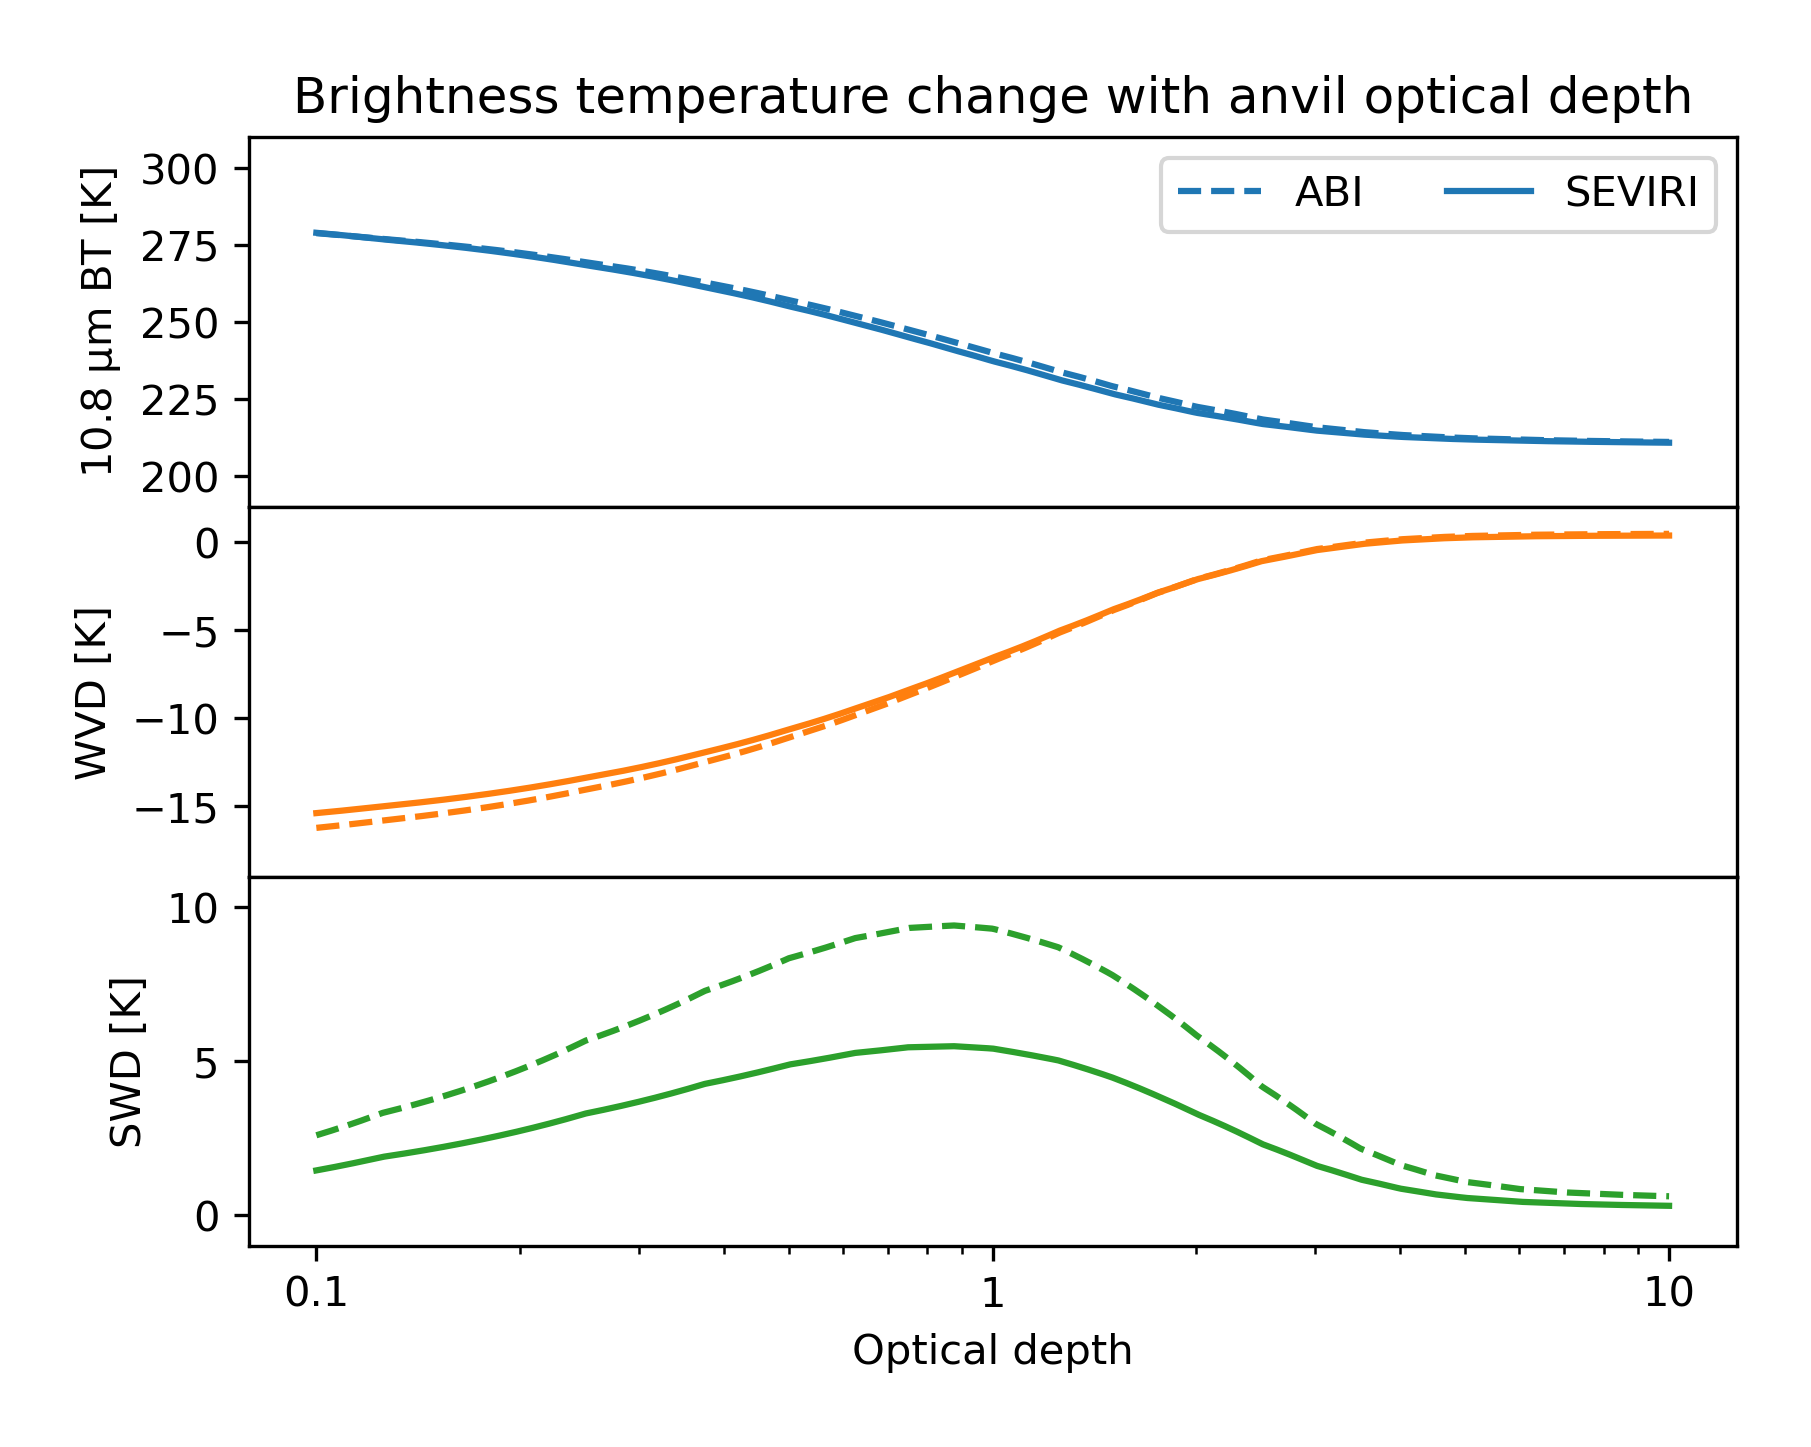 Brightness temperature change with anvil optical depth
10.8 µm BT [K]
300
275
250
225
200
ABI
SEVIRI
WVD [K]
0
−5
−10
−15
SWD [K]
10
5
0
0.1
1
10
Optical depth